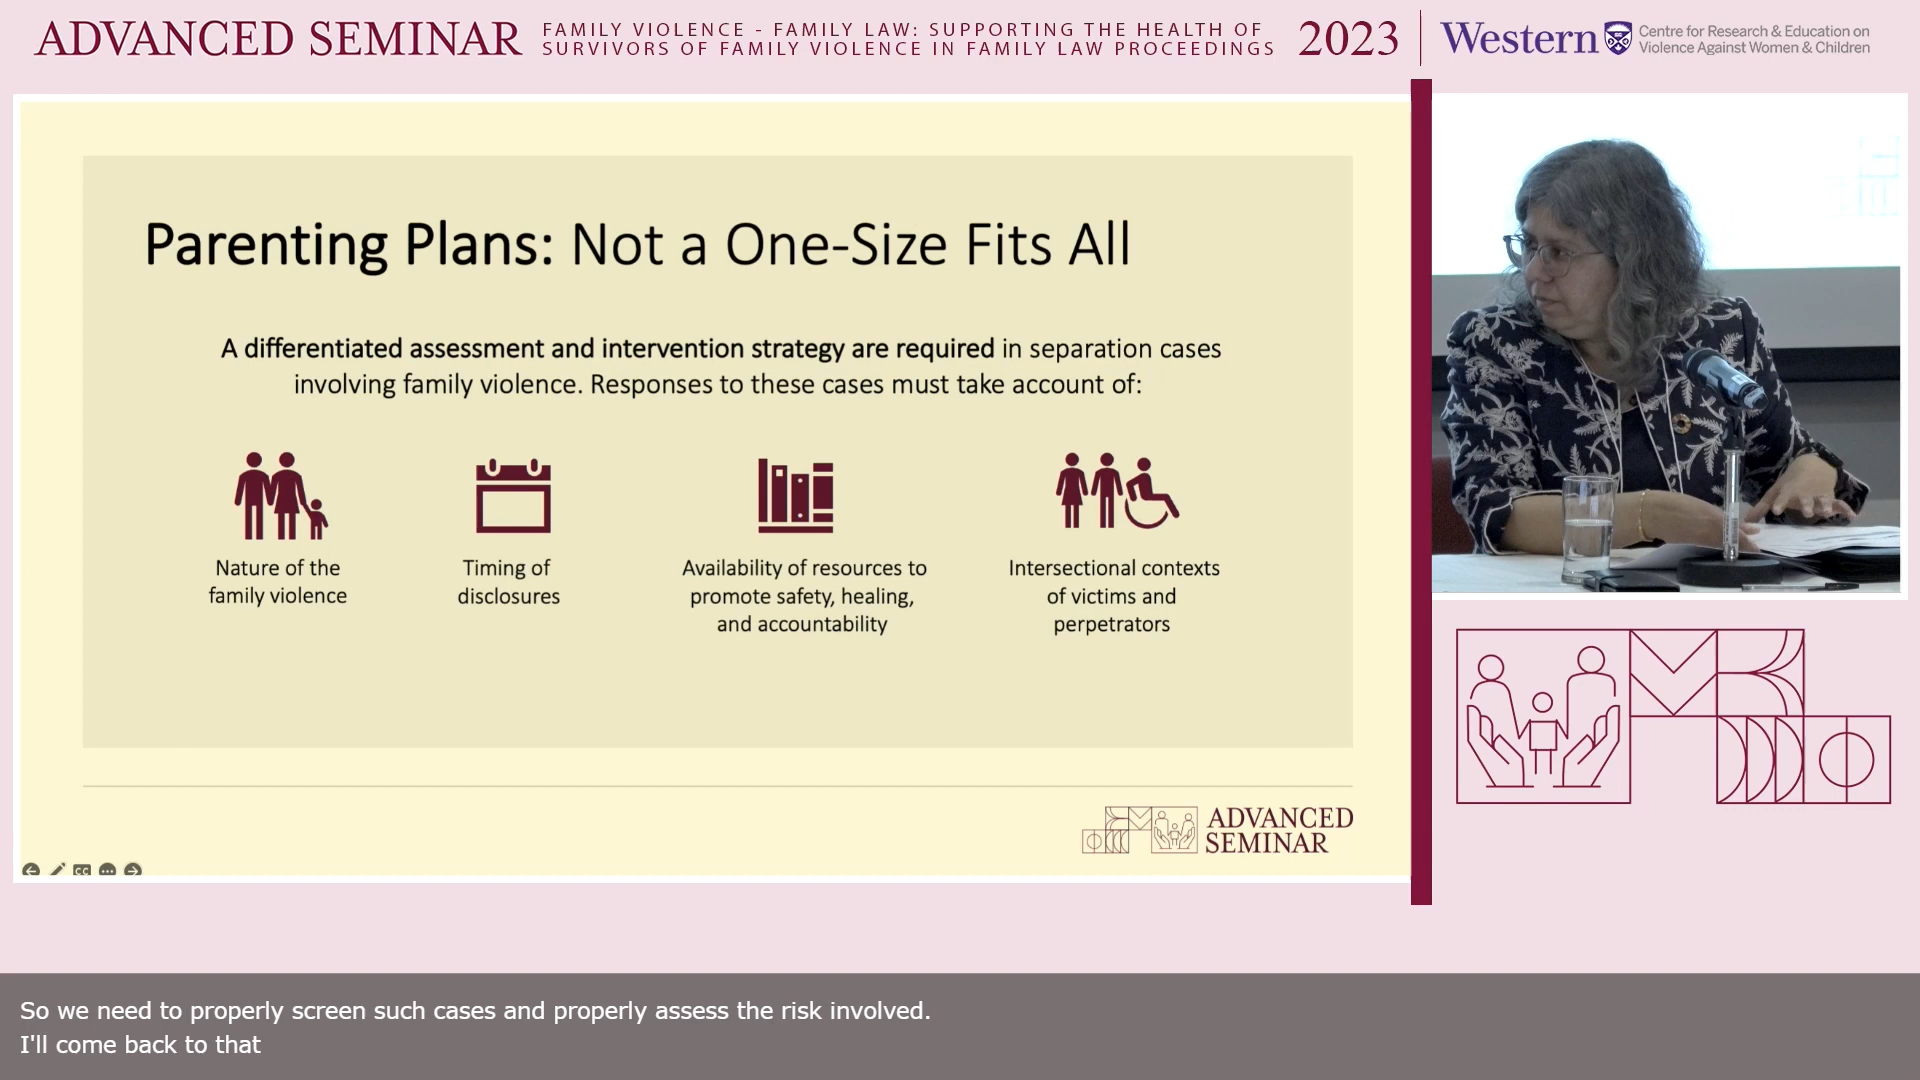 ADVANCED SEMINAR
FAMILY VIOLENCE - FAMILY LAW: SUPPORTING THE HEALTH OF
SURVIVORS OF FAMILY VIOLENCE IN FAMILY LAW PROCEEDINGS
2023
Western
Centre for Research & Education on
Violence Against Women & Children
Parenting Plans: Not a One-Size Fits All
A differentiated assessment and intervention strategy are required in separation cases
involving family violence. Responses to these cases must take account of:
Nature of the
family violence
Timing of
disclosures
Availability of resources to
promote safety, healing,
and accountability
Intersectional contexts
of victims and
perpetrators
ADVANCED
SEMINAR
CC
So we need to properly screen such cases and properly assess the risk involved.
I'll come back to that